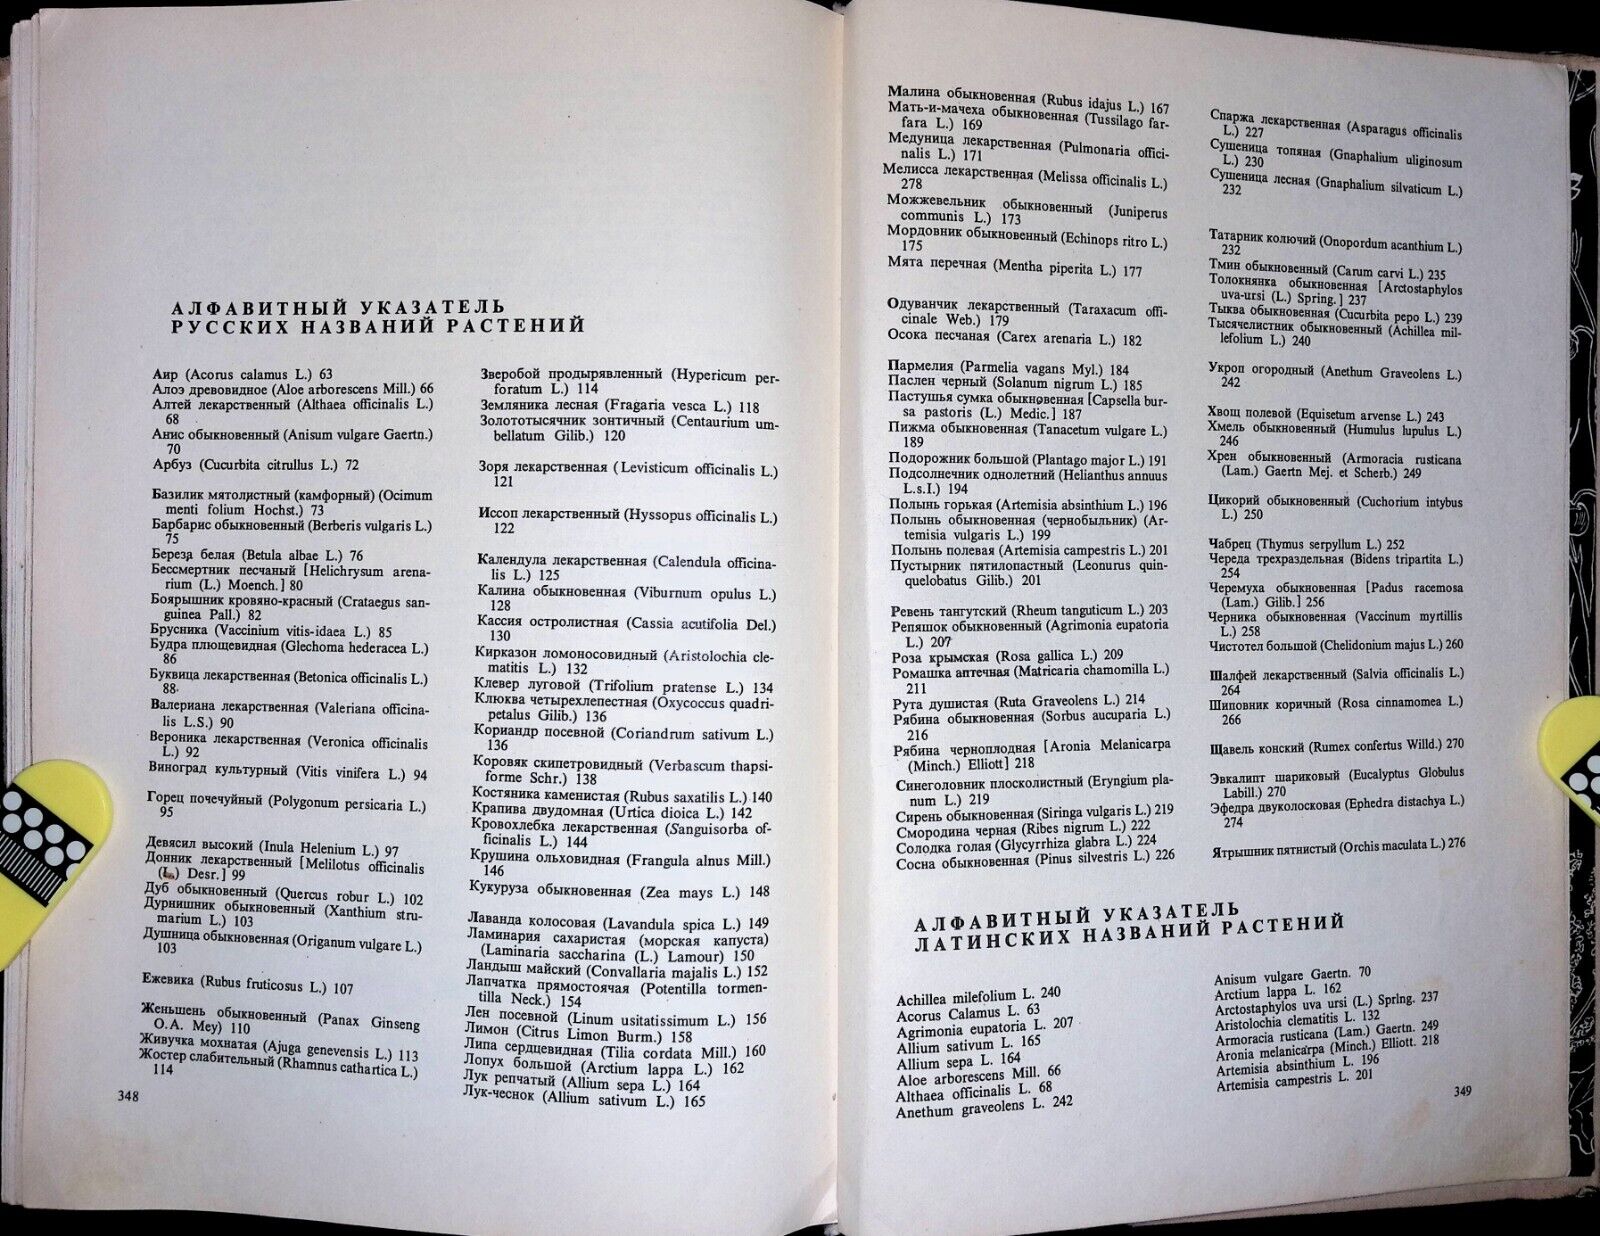 АЛФАВИТНЫЙ УКАЗАТЕЛЬ
РУССКИХ НАЗВАНИЙ РАСТЕНИЙ
Аир (Acorus calamus L.) 63
Алоэ древовидное (Aloe arborescens Mill.) 66
Алтей лекарственный (Althaea officinalis L.)
68
Анис обыкновенный (Anisum vulgare Gaertn.)
70
Арбуз (Cucurbita citrullus L.) 72
Базилик мятолистный (камфорный) (Ocimum
menti folium Hochst.) 73
Барбарис обыкновенный (Berberis vulgaris L.)
75
Береза белая (Betula albae L.) 76
Бессмертник песчаный [Helichrysum arena-
rium (L.) Moench.] 80
Боярышник кровяно-красный (Crataegus san-
guinea Pall.) 82
Брусника (Vaccinium vitis-idaea L.) 85
Будра плющевидная (Glechoma hederacea L.)
86
Буквица лекарственная (Betonica officinalis L.)
88
Валериана лекарственная (Valeriana officina-
lis L.S.) 90
Вероника лекарственная (Veronica officinalis
L.) 92
Виноград культурный (Vitis vinifera L.) 94
Горец почечуйный (Polygonum persicaria L.)
95
Девясил высокий (Inula Helenium L.) 97
Донник лекарственный [Melilotus officinalis
(L.) Desr.] 99
Дуб обыкновенный (Quercus robur L.) 102
Дурнишник обыкновенный (Xanthium stru-
marium L.) 103
Душница обыкновенная (Origanum vulgare L.)
103
Ежевика (Rubus fruticosus L.) 107
Женьшень обыкновенный (Panax Ginseng
O.A. Mey) 110
Живучка мохнатая (Ajuga genevensis L.) 113
Жостер слабительный (Rhamnus cathartica L.)
114
348
Зверобой продырявленный (Hypericum per-
foratum L.) 114
Земляника лесная (Fragaria vesca L.) 118
Золототысячник зонтичный (Centaurium um-
bellatum Gilib.) 120
Зоря лекарственная (Levisticum officinalis L.)
121
Иссоп лекарственный (Hyssopus officinalis L.)
122
Календула лекарственная (Calendula officina-
lis L.) 125
Калина обыкновенная (Viburnum opulus L.)
128
Кассия остролистная (Cassia acutifolia Del.)
130
Кирказон ломоносовидный (Aristolochia cle-
matitis L.) 132
Клевер луговой (Trifolium pratense L.) 134
Клюква четырехлепестная (Oxycoccus quadri-
petalus Gilib.) 136
Кориандр посевной (Coriandrum sativum L.)
136
Коровяк скипетровидный (Verbascum thapsi-
forme Schr.) 138
Костяника каменистая (Rubus saxatilis L.) 140
Крапива двудомная (Urtica dioica L.) 142
Кровохлебка лекарственная (Sanguisorba of-
ficinalis L.) 144
Крушина ольховидная (Frangula alnus Mill.)
146
Кукуруза обыкновенная (Zea mays L.) 148
Лаванда колосовая (Lavandula spica L.) 149
Ламинария сахаристая (морская капуста)
(Laminaria saccharina (L.) Lamour) 150
Ландыш майский (Convallaria majalis L.) 152
Лапчатка прямостоячая (Potentilla tormen-
tilla Neck.) 154
Лен посевной (Linum usitatissimum L.) 156
Лимон (Citrus Limon Burm.) 158
Липа сердцевидная (Tilia cordata Mill.) 160
Лопух большой (Arctium lappa L.) 162
Лук репчатый (Allium sepa L.) 164
Лук-чеснок (Allium sativum L.) 165
Малина обыкновенная (Rubus idajus L.) 167
Мать-и-мачеха обыкновенная (Tussilago far-
fara L.) 169
Медуница лекарственная (Pulmonaria offici-
nalis L.) 171
Мелисса лекарственная (Melissa officinalis L.)
278
Можжевельник обыкновенный (Juniperus
communis L.) 173
Мордовник обыкновенный (Echinops ritro L.)
175
Мята перечная (Mentha piperita L.) 177
Одуванчик лекарственный (Taraxacum offi-
cinale Web.) 179
Осока песчаная (Carex arenaria L.) 182
Пармелия (Parmelia vagans Myl.) 184
Паслен черный (Solanum nigrum L.) 185
Пастушья сумка обыкновенная [Capsella bur-
sa pastoris (L.) Medic.] 187
Пижма обыкновенная (Tanacetum vulgare L.)
189
Подорожник большой (Plantago major L.) 191
Подсолнечник однолетний (Helianthus annuus
L.s.I.) 194
Полынь горькая (Artemisia absinthium L.) 196
Полынь обыкновенная (чернобыльник) (Ar-
temisia vulgaris L.) 199
Полынь полевая (Artemisia campestris L.) 201
Пустырник пятилопастный (Leonurus quin-
quelobatus Gilib.) 201
Ревень тангутский (Rheum tanguticum L.) 203
Репяшок обыкновенный (Agrimonia eupatoria
L.) 207
Роза крымская (Rosa gallica L.) 209
Ромашка аптечная (Matricaria chamomilla L.)
211
Рута душистая (Ruta Graveolens L.) 214
Рябина обыкновенная (Sorbus aucuparia L.)
216
Рябина черноплодная [Aronia Melanicarpa
(Minch.) Elliott] 218
Синеголовник плосколистный (Eryngium pla-
num L.) 219
Сирень обыкновенная (Siringa vulgaris L.) 219
Смородина черная (Ribes nigrum L.) 222
Солодка голая (Glycyrrhiza glabra L.) 224
Сосна обыкновенная (Pinus silvestris L.) 226
Спаржа лекарственная (Asparagus officinalis
L.) 227
Сушеница топяная (Gnaphalium uliginosum
L.) 230
Сушеница лесная (Gnaphalium silvaticum L.)
232
Татарник колючий (Onopordum acanthium L.)
232
Тмин обыкновенный (Carum carvi L.) 235
Толокнянка обыкновенная [Arctostaphylos
uva-ursi (L.) Spring.] 237
Тыква обыкновенная (Cucurbita pepo L.) 239
Тысячелистник обыкновенный (Achillea mil-
lefolium L.) 240
Укроп огородный (Anethum Graveolens L.)
242
Хвощ полевой (Equisetum arvense L.) 243
Хмель обыкновенный (Humulus lupulus L.)
246
Хрен обыкновенный (Armoracia rusticana
(Lam.) Gaertn Mej. et Scherb.) 249
Цикорий обыкновенный (Cuchorium intybus
L.) 250
Чабрец (Thymus serpyllum L.) 252
Череда трехраздельная (Bidens tripartita L.)
254
Черемуха обыкновенная [Padus racemosa
(Lam.) Gilib.] 256
Черника обыкновенная (Vaccinum myrtillis
L.) 258
Чистотел большой (Chelidonium majus L.) 260
Шалфей лекарственный (Salvia officinalis L.)
264
Шиповник коричный (Rosa cinnamomea L.)
266
Щавель конский (Rumex confertus Willd.) 270
Эвкалипт шариковый (Eucalyptus Globulus
Labill.) 270
Эфедра двуколосковая (Ephedra distachya L.)
274
Ятрышник пятнистый (Orchis maculata L.) 276
АЛФАВИТНЫЙ УКАЗАТЕЛЬ
ЛАТИНСКИХ НАЗВАНИЙ РАСТЕНИЙ
Achillea milefolium L. 240
Acorus Calamus L. 63
Agrimonia eupatoria L. 207
Allium sativum L. 165
Allium sepa L. 164
Aloe arborescens Mill. 66
Althaea officinalis L. 68
Anethum graveolens L. 242
Anisum vulgare Gaertn. 70
Arctium lappa L. 162
Arctostaphylos uva ursi (L.) Spring. 237
Aristolochia clematitis L. 132
Armoracia rusticana (Lam.) Gaertn. 249
Aronia melanicarpa (Minch.) Elliott. 218
Artemisia absinthium L. 196
Artemisia campestris L. 201
349